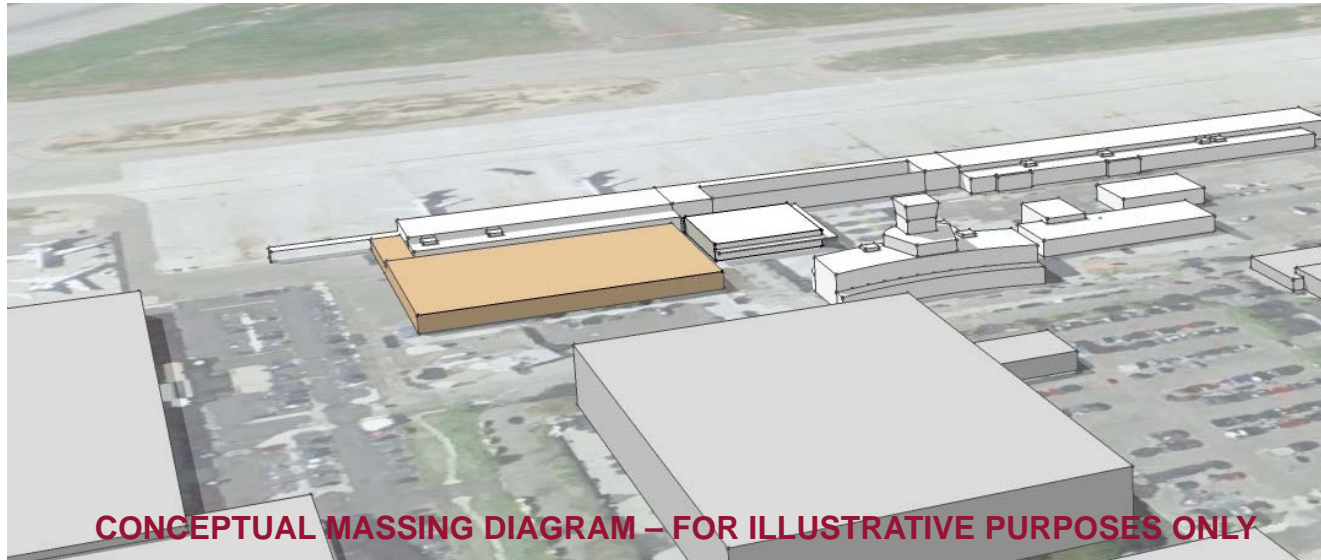 CONCEPTUAL MASSING DIAGRAM – FOR ILLUSTRATIVE PURPOSES ONLY